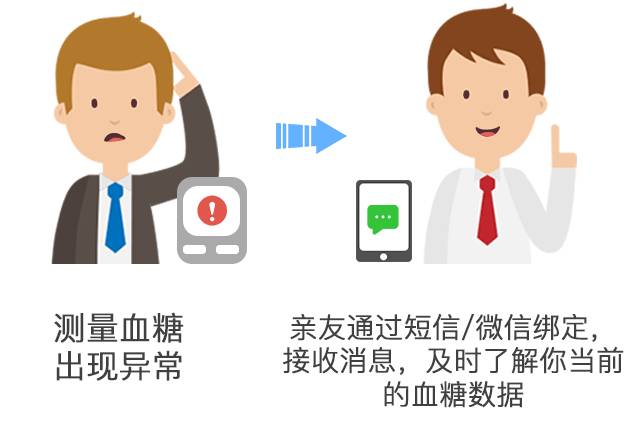 测量血糖
出现异常
亲友通过短信/微信绑定，
接收消息，及时了解你当前
的血糖数据